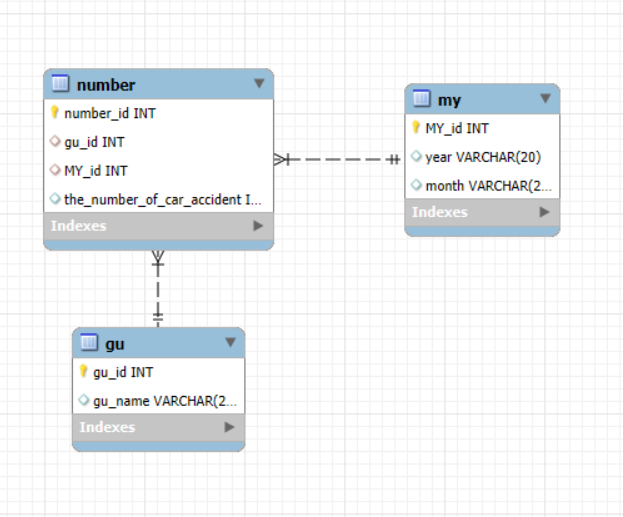 number
number_id INT
gu_id INT
MY_id INT
the_number_of_car_accident I...
Indexes
my
MY_id INT
year VARCHAR(20)
month VARCHAR(2...
Indexes
gu
gu_id INT
gu_name VARCHAR(2...
Indexes